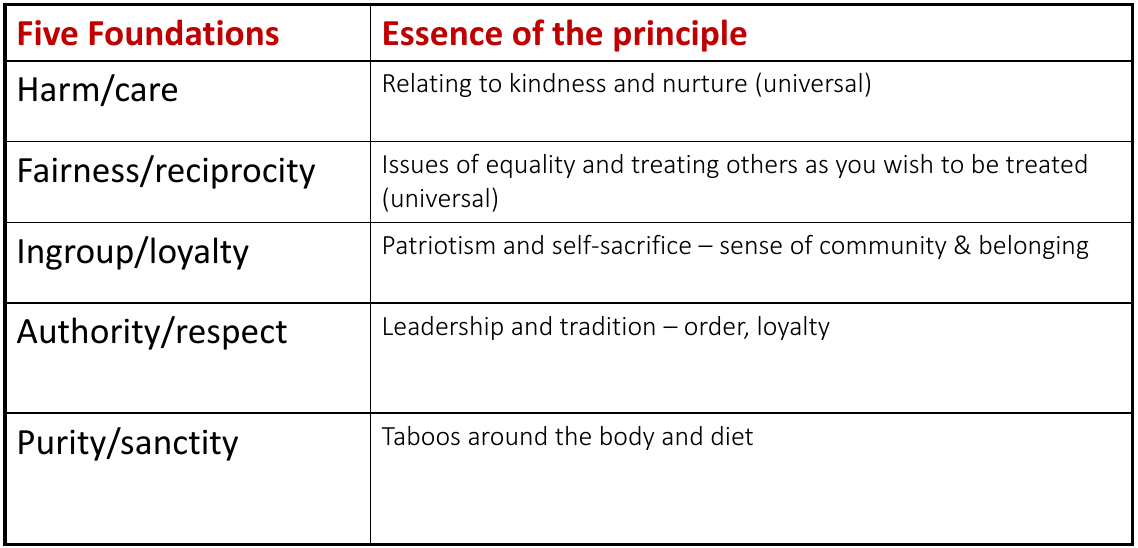 Five Foundations
Essence of the principle
Harm/care
Relating to kindness and nurture (universal)
Fairness/reciprocity
Issues of equality and treating others as you wish to be treated
(universal)
Ingroup/loyalty
Patriotism and self-sacrifice – sense of community & belonging
Authority/respect
Leadership and tradition – order, loyalty
Purity/sanctity
Taboos around the body and diet